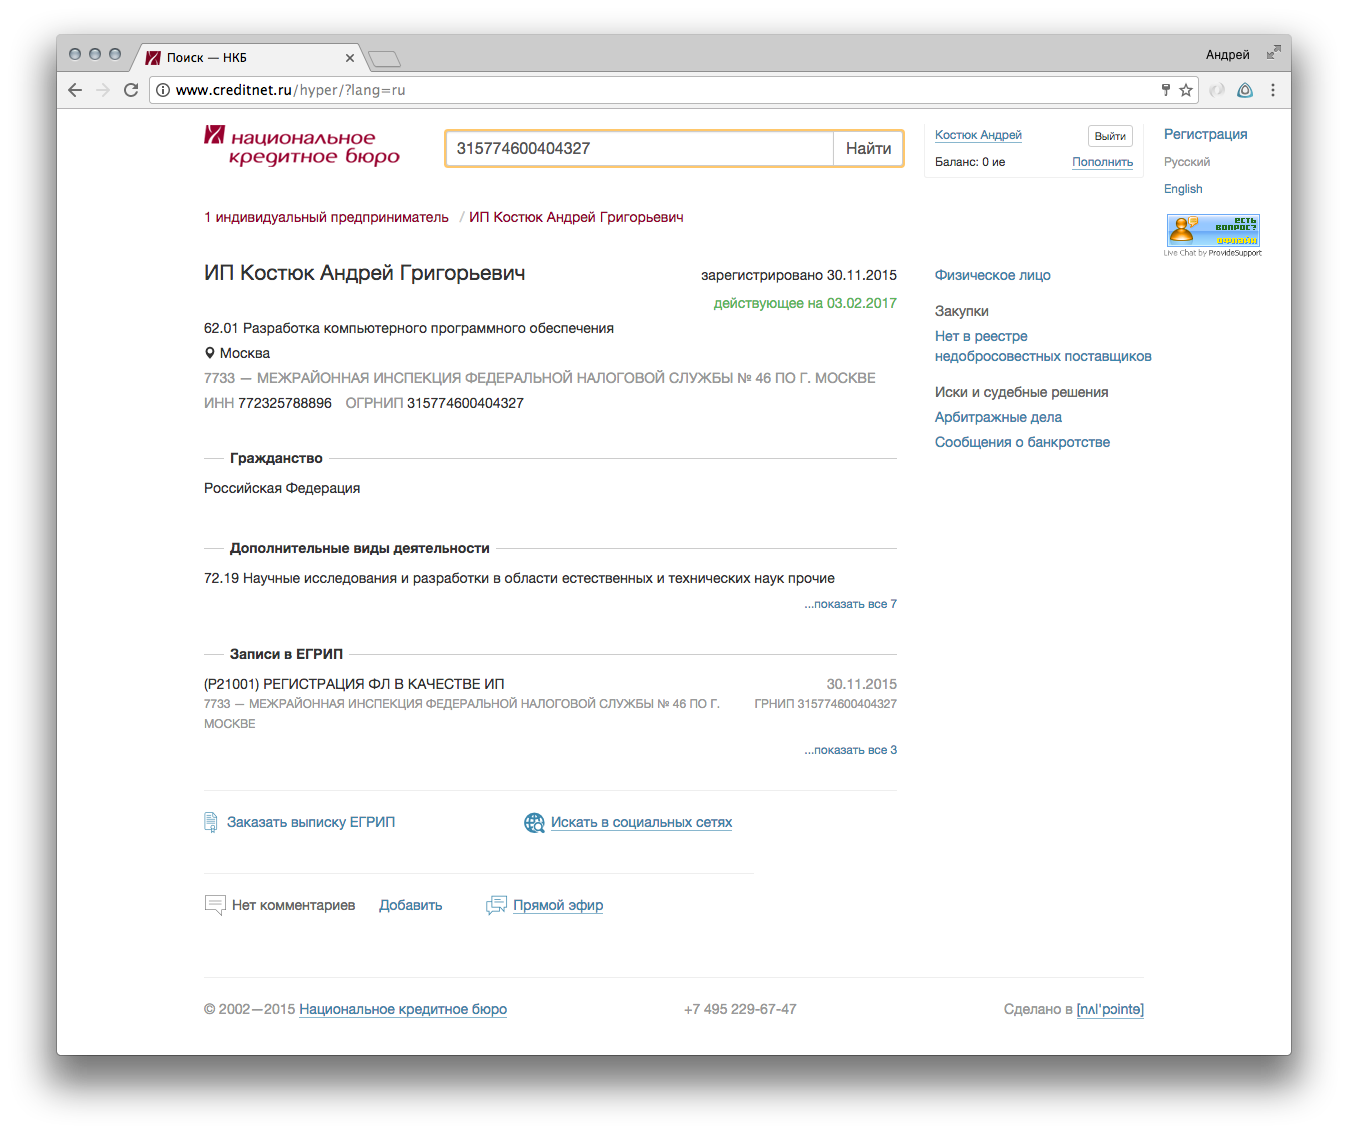 Поиск — НКБ
Андрей
www.creditnet.ru/hyper/?lang=ru
национальное
кредитное бюро
315774600404327
Найти
Костюк Андрей
Выйти
Баланс: 0 ие
Пополнить
Регистрация
Русский
English
есть
вопрос?
оффлайн
Live Chat by ProvideSupport
1 индивидуальный предприниматель / ИП Костюк Андрей Григорьевич
ИП Костюк Андрей Григорьевич
зарегистрировано 30.11.2015
действующее на 03.02.2017
62.01 Разработка компьютерного программного обеспечения
Москва
7733 — МЕЖРАЙОННАЯ ИНСПЕКЦИЯ ФЕДЕРАЛЬНОЙ НАЛОГОВОЙ СЛУЖБЫ № 46 ПО Г. МОСКВЕ
ИНН 772325788896 ОГРНИП 315774600404327
Физическое лицо
Закупки
Нет в реестре
недобросовестных поставщиков
Иски и судебные решения
Арбитражные дела
Сообщения о банкротстве
Гражданство
Российская Федерация
Дополнительные виды деятельности
72.19 Научные исследования и разработки в области естественных и технических наук прочие
...показать все 7
Записи в ЕГРИП
(Р21001) РЕГИСТРАЦИЯ ФЛ В КАЧЕСТВЕ ИП
30.11.2015
7733 — МЕЖРАЙОННАЯ ИНСПЕКЦИЯ ФЕДЕРАЛЬНОЙ НАЛОГОВОЙ СЛУЖБЫ № 46 ПО Г.
МОСКВЕ
ГРНИП 315774600404327
...показать все 3
Заказать выписку ЕГРИП
Искать в социальных сетях
Нет комментариев
Добавить
Прямой эфир
© 2002—2015 Национальное кредитное бюро
+7 495 229-67-47
Сделано в [nʌl'pɔintɵ]